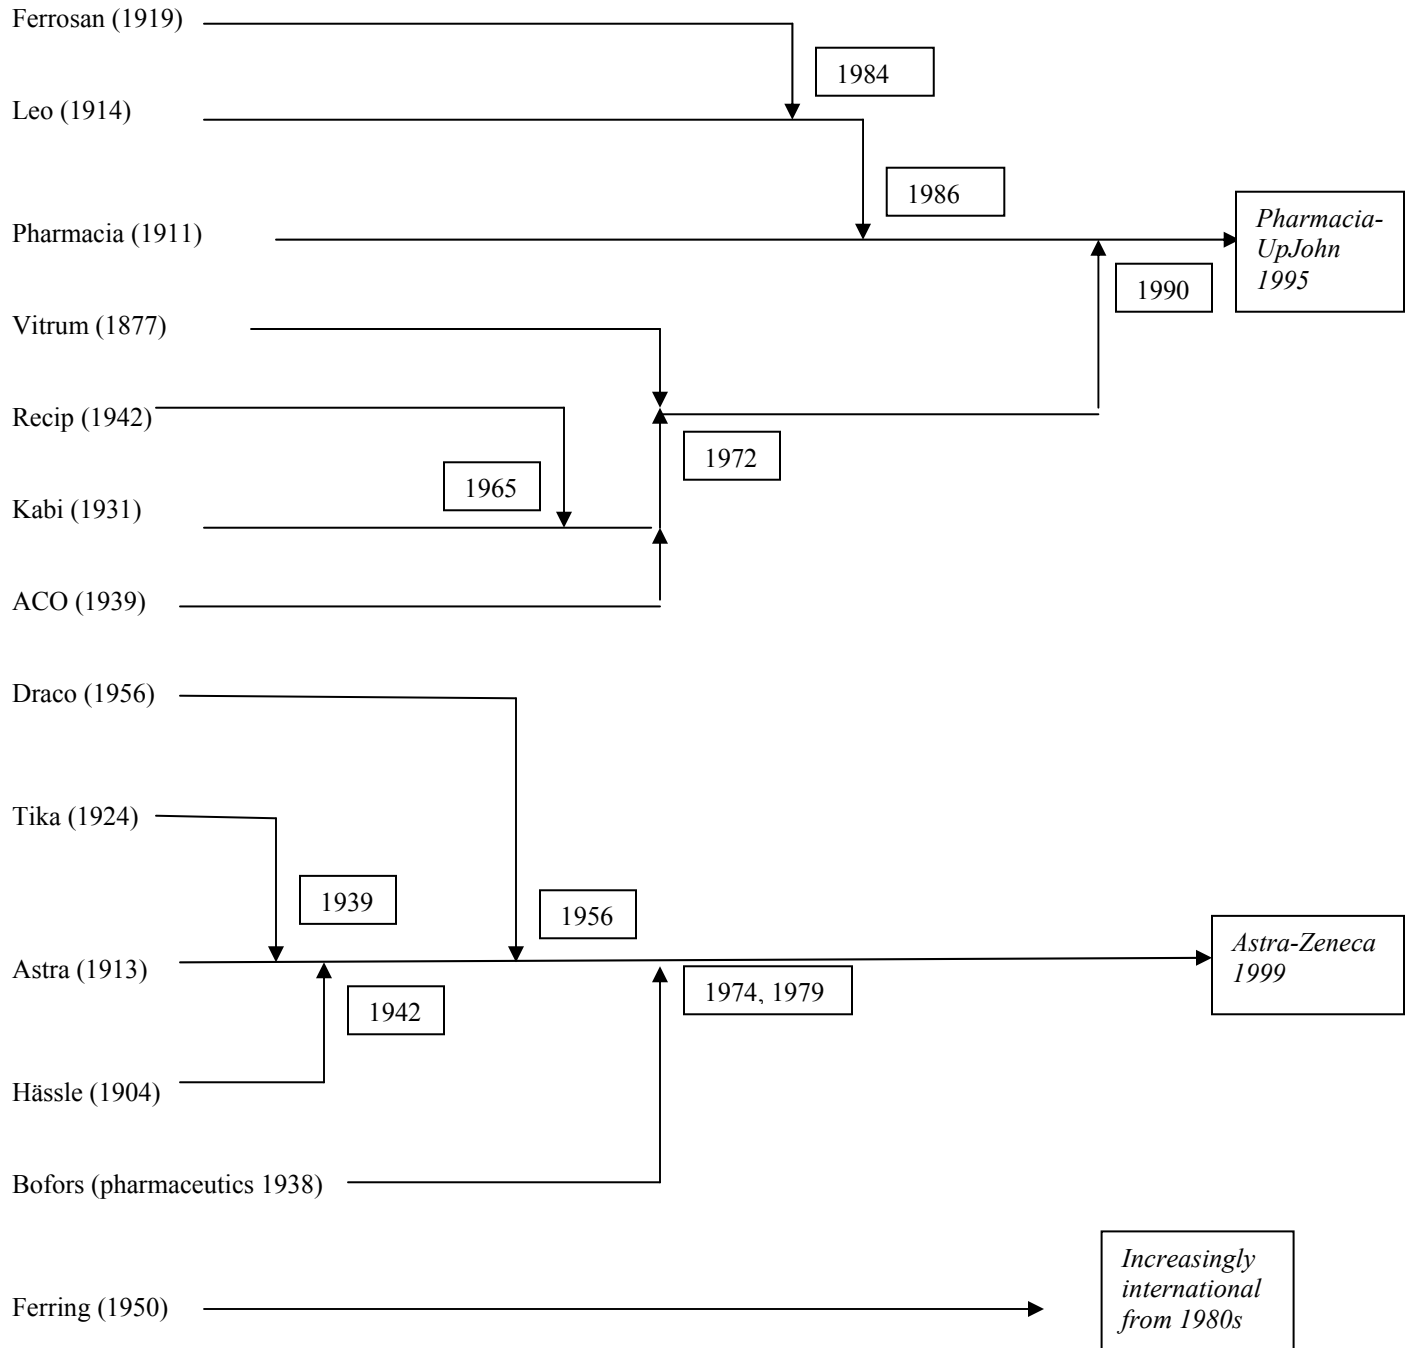 Ferrosan (1919)
1984
Leo (1914)
1986
Pharmacia-
UpJohn
1995
Pharmacia (1911)
1990
Vitrum (1877)
Recip (1942)
1972
1965
Kabi (1931)
ACO (1939)
Draco (1956)
Tika (1924)
1939
1956
Astra-Zeneca
1999
Astra (1913)
1974, 1979
1942
Hässle (1904)
Bofors (pharmaceutics 1938)
Increasingly
international
from 1980s
Ferring (1950)